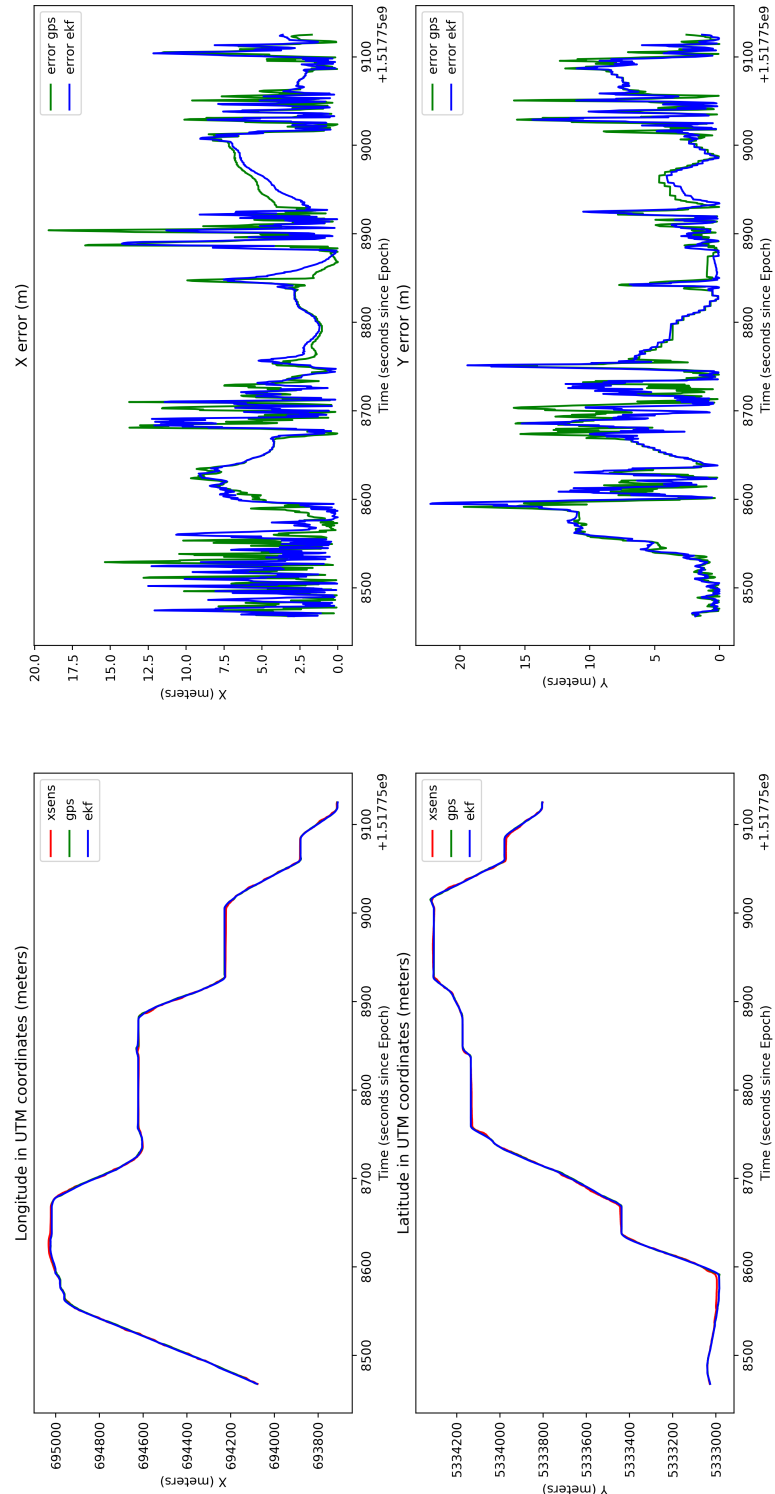 Longitude in UTM coordinates (meters)
xsens
gps
ekf
695000
694800
694600
694400
694200
694000
693800
X (meters)
8500
8600
8700
8800
8900
9000
9100
+1.51775e9
Time (seconds since Epoch)
X error (m)
error gps
error ekf
20.0
17.5
15.0
12.5
10.0
7.5
5.0
2.5
0.0
X (meters)
8500
8600
8700
8800
8900
9000
9100
+1.51775e9
Time (seconds since Epoch)
Latitude in UTM coordinates (meters)
xsens
gps
ekf
5334200
5334000
5333800
5333600
5333400
5333200
5333000
Y (meters)
8500
8600
8700
8800
8900
9000
9100
+1.51775e9
Time (seconds since Epoch)
Y error (m)
error gps
error ekf
20
15
10
5
0
Y (meters)
8500
8600
8700
8800
8900
9000
9100
+1.51775e9
Time (seconds since Epoch)